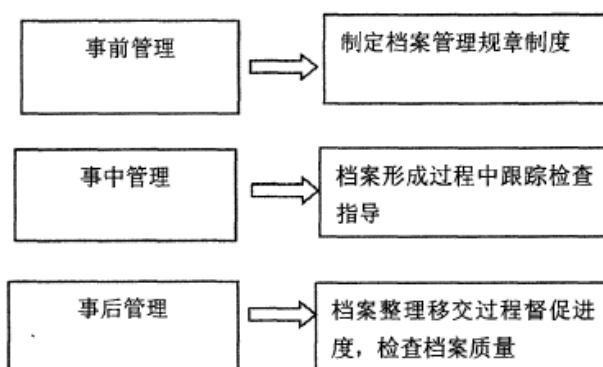 事前管理
制定档案管理规章制度
事中管理
档案形成过程中跟踪检查
指导
事后管理
档案整理移交过程督促进
度，检查档案质量